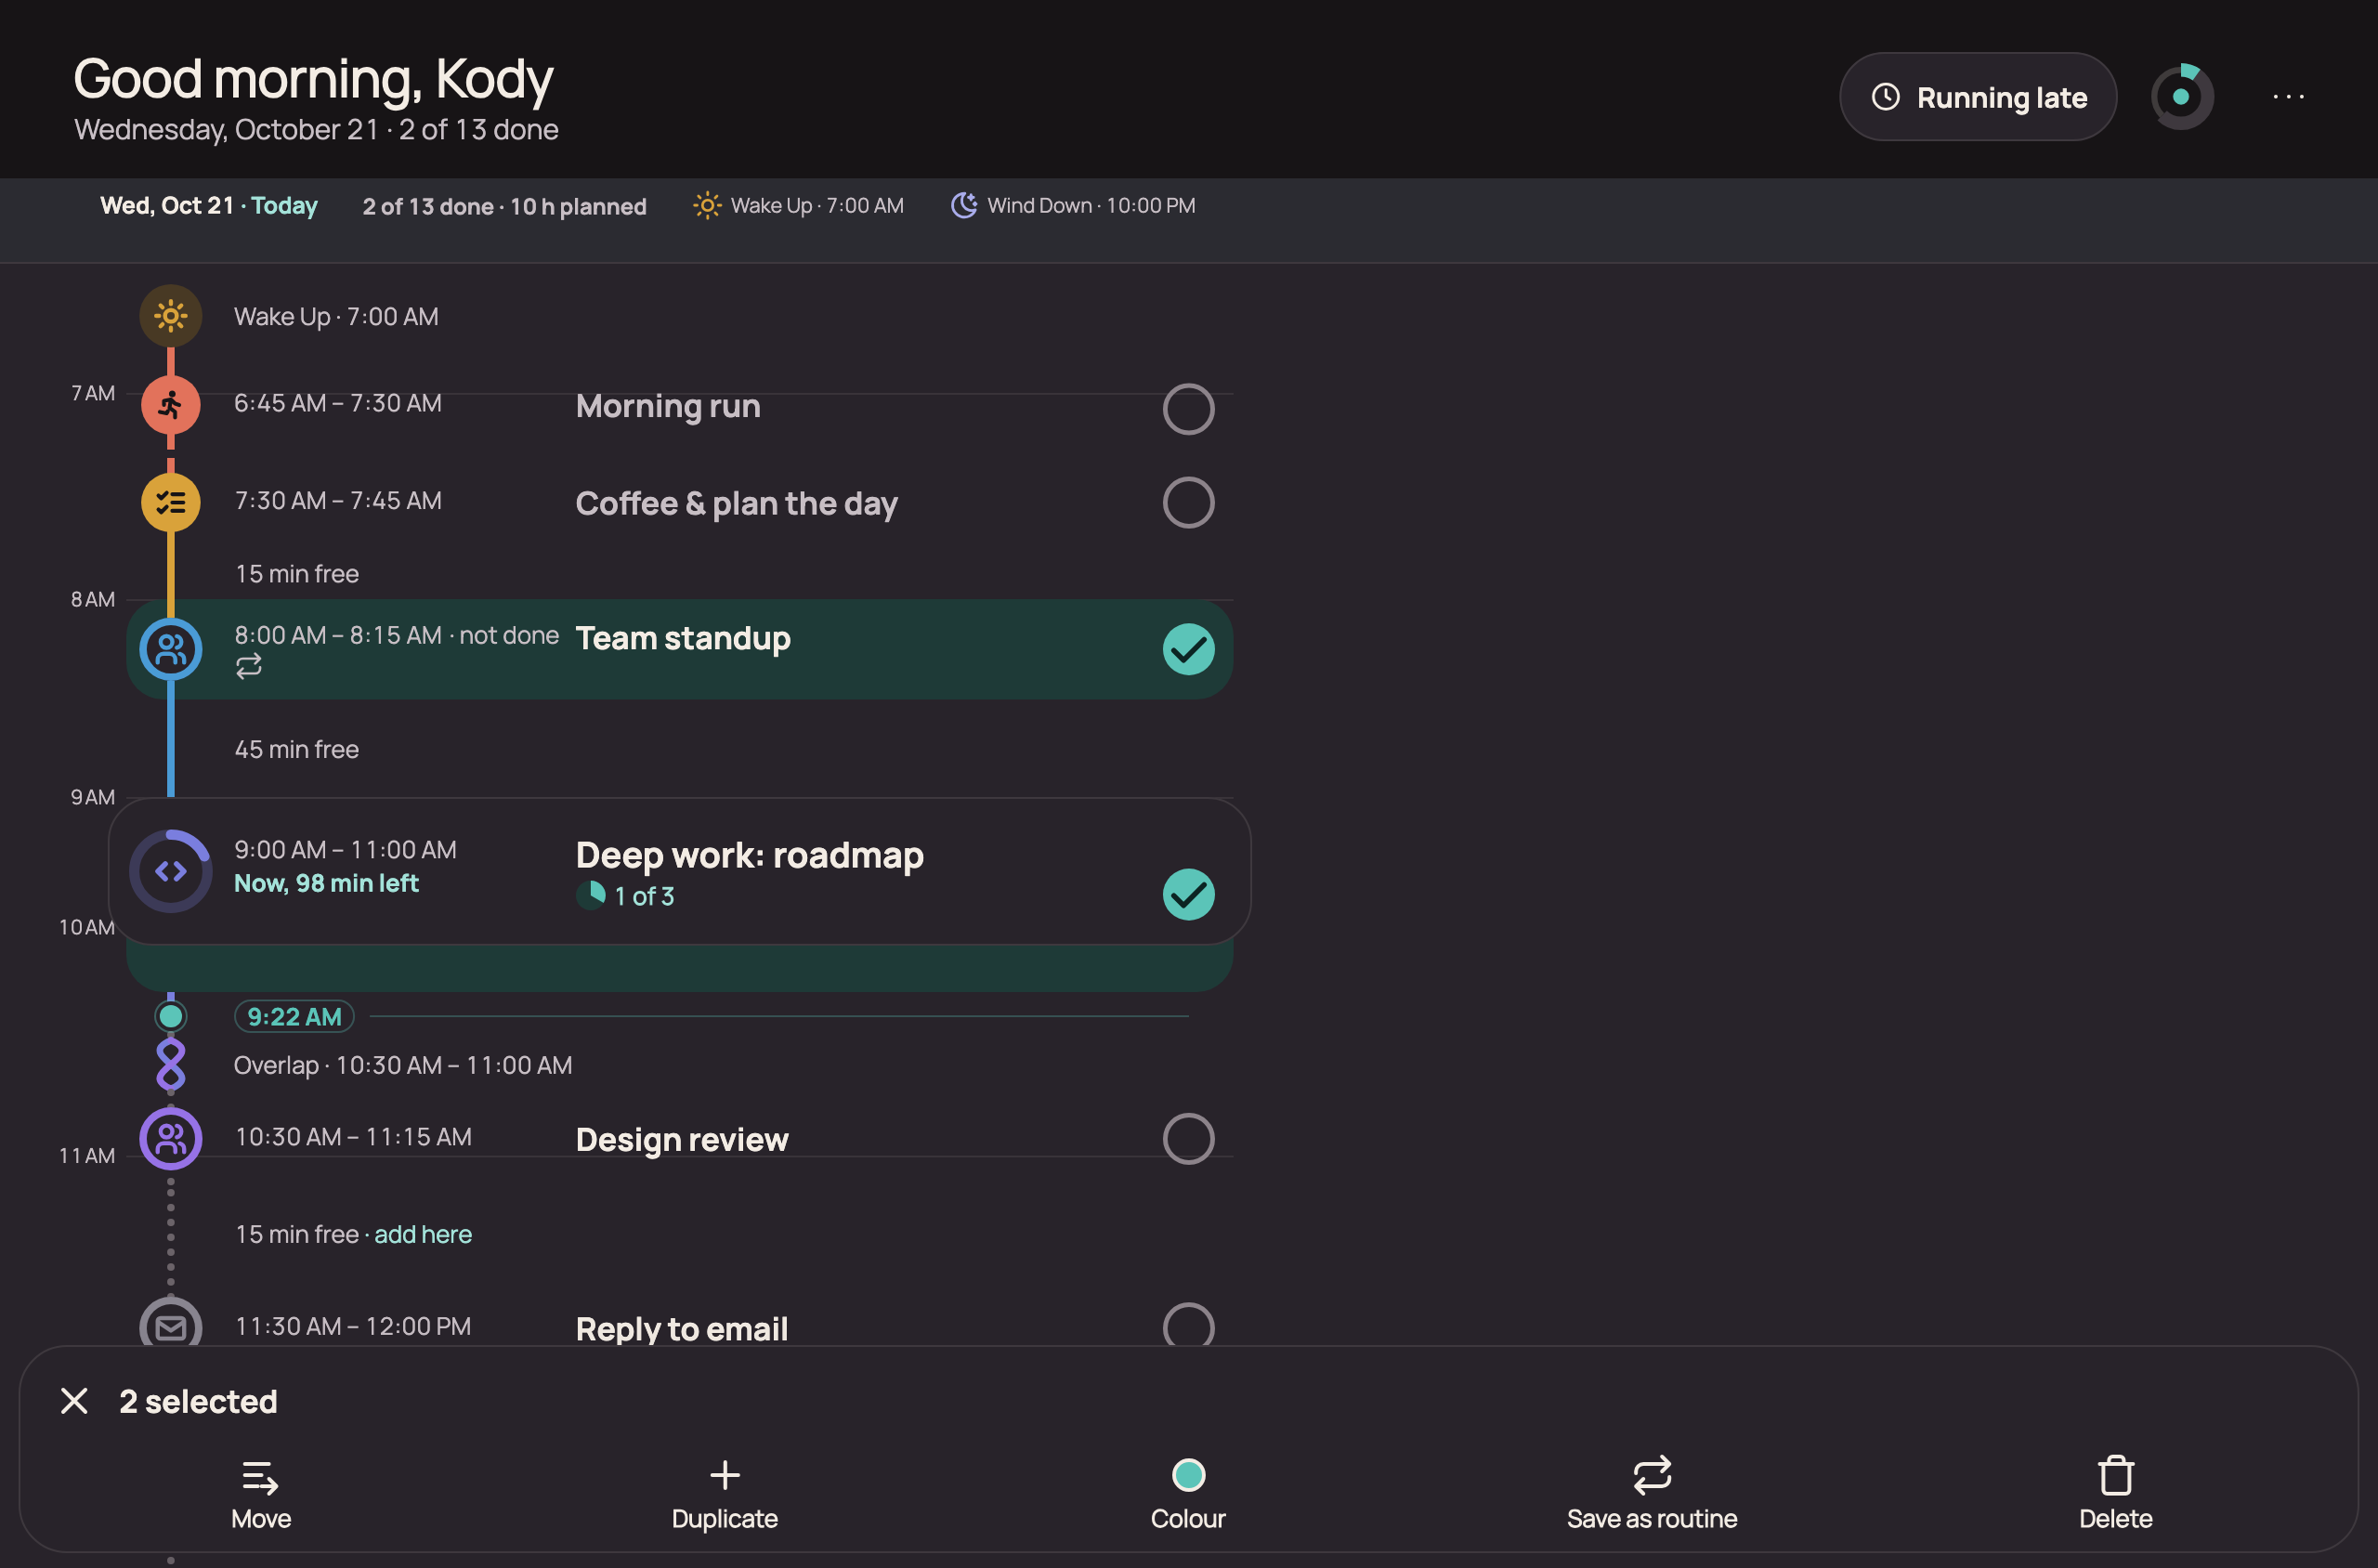 Good morning, Kody
Wednesday, October 21 · 2 of 13 done
Running late
Wed, Oct 21 · Today
2 of 13 done · 10 h planned
Wake Up · 7:00 AM
Wind Down · 10:00 PM
Wake Up · 7:00 AM
7 AM
6:45 AM – 7:30 AM
Morning run
7:30 AM – 7:45 AM
Coffee & plan the day
15 min free
8 AM
8:00 AM – 8:15 AM · not done
Team standup
45 min free
9 AM
9:00 AM – 11:00 AM
Deep work: roadmap
Now, 98 min left
1 of 3
10 AM
9:22 AM
Overlap · 10:30 AM – 11:00 AM
10:30 AM – 11:15 AM
Design review
11 AM
15 min free · add here
11:30 AM – 12:00 PM
Reply to email
2 selected
Move
Duplicate
Colour
Save as routine
Delete